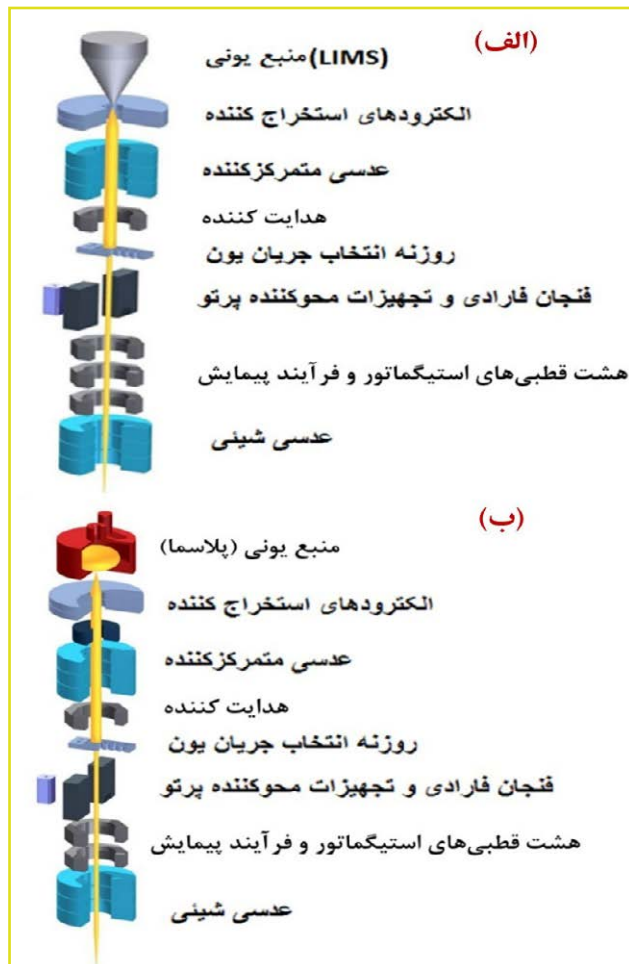 (الف)
منبع یونی (LIMS)
الکترودهای استخراج کننده
عدسی متمرکزکننده
هدایت کننده
روزنه انتخاب جریان یون
فنجان فارادی و تجهیزات محوکننده پرتو
هشت قطبی‌های استیگماتور و فرآیند پیمایش
عدسی شیئی
(ب)
منبع یونی (پلاسما)
الکترودهای استخراج کننده
عدسی متمرکزکننده
هدایت کننده
روزنه انتخاب جریان یون
فنجان فارادی و تجهیزات محوکننده پرتو
هشت قطبی‌های استیگماتور و فرآیند پیمایش
عدسی شیئی